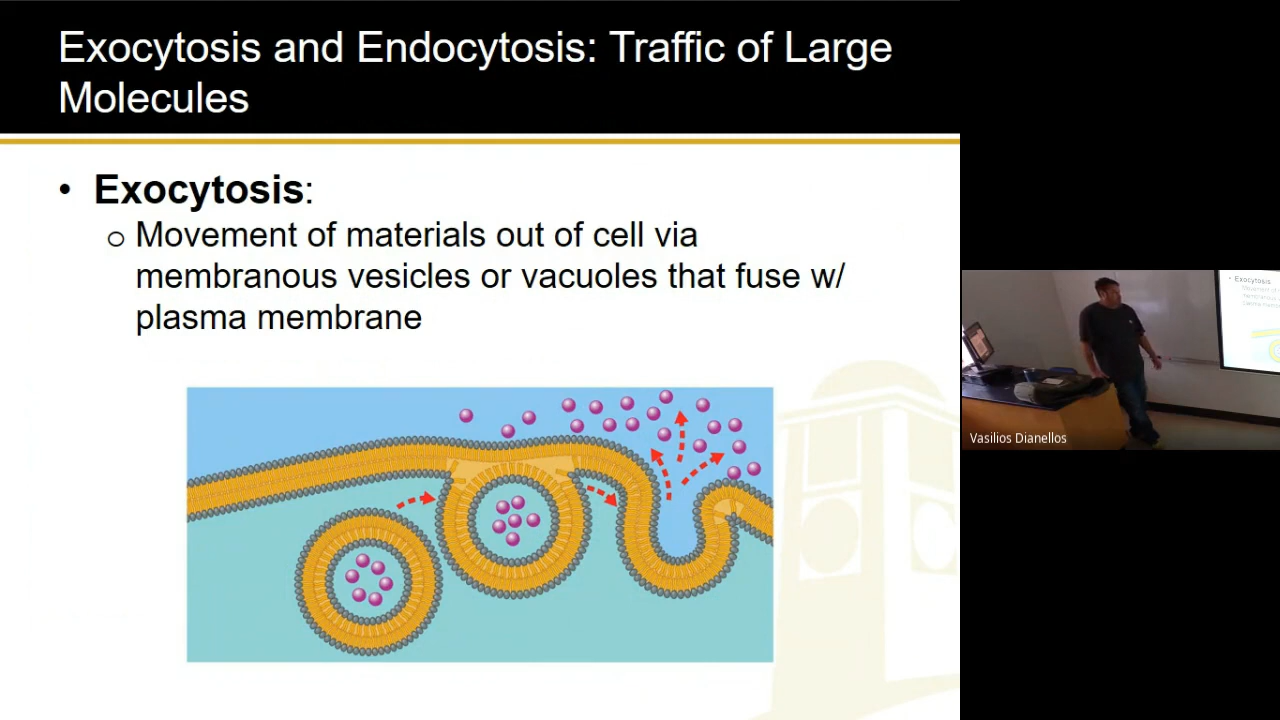 Exocytosis and Endocytosis: Traffic of Large
Molecules
• Exocytosis:
o Movement of materials out of cell via
membranous vesicles or vacuoles that fuse w/
plasma membrane
Exocytosis
Vasilios Dianellos